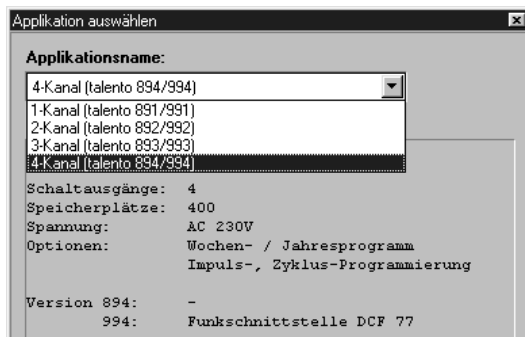 Applikation auswählen
Applikationsname:
4-Kanal (talento 894/994)
1-Kanal (talento 891/991)
2-Kanal (talento 892/992)
3-Kanal (talento 893/993)
4-Kanal (talento 894/994)
Schaltausgänge: 4
Speicherplätze: 400
Spannung: AC 230V
Optionen: Wochen- / Jahresprogramm
Impuls-, Zyklus-Programmierung
Version 894: -
994: Funkschnittstelle DCF 77